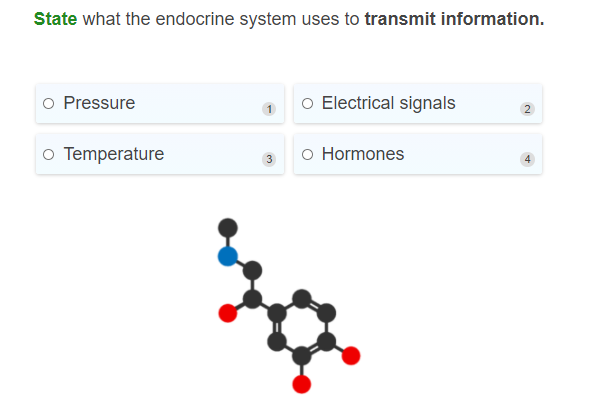 State what the endocrine system uses to transmit information.
Pressure 1
Electrical signals 2
Temperature 3
Hormones 4